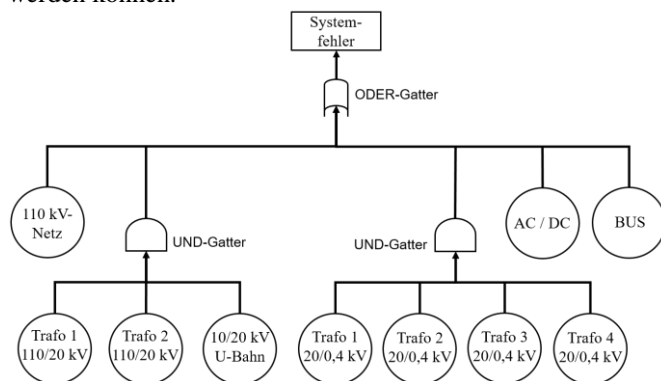 werden können.
System-
fehler
ODER-Gatter
110 kV-
Netz
UND-Gatter
UND-Gatter
AC / DC
BUS
Trafo 1
110/20 kV
Trafo 2
110/20 kV
10/20 kV
U-Bahn
Trafo 1
20/0,4 kV
Trafo 2
20/0,4 kV
Trafo 3
20/0,4 kV
Trafo 4
20/0,4 kV